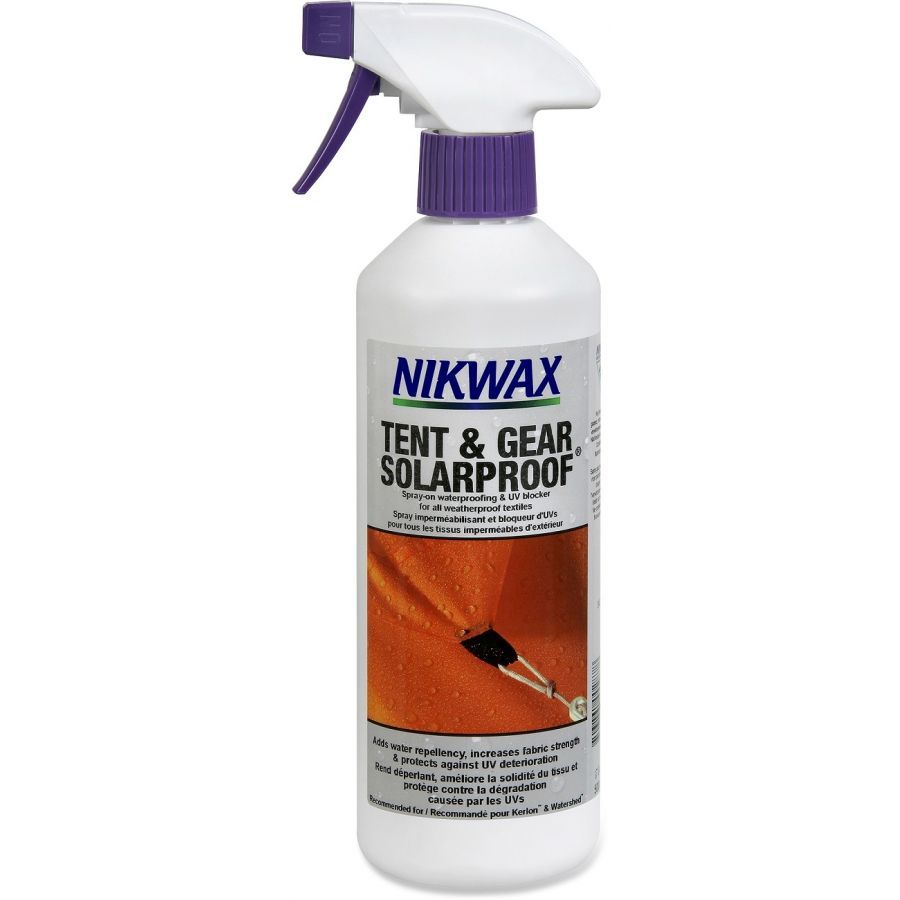 NIKWAX
TENT & GEAR
SOLARPROOF®
Spray-on waterproofing & UV blocker
for all weatherproof textiles
Spray imperméabilisant et bloqueur d'UVs
pour tous les tissus imperméables d'extérieur
Adds water repellency, increases fabric strength
& protects against UV deterioration
Rend déperlant, améliore la solidité du tissu et
protège contre la dégradation
causée par les UVs
Recommended for / Recommandé pour Kerlon™ & Watershed™